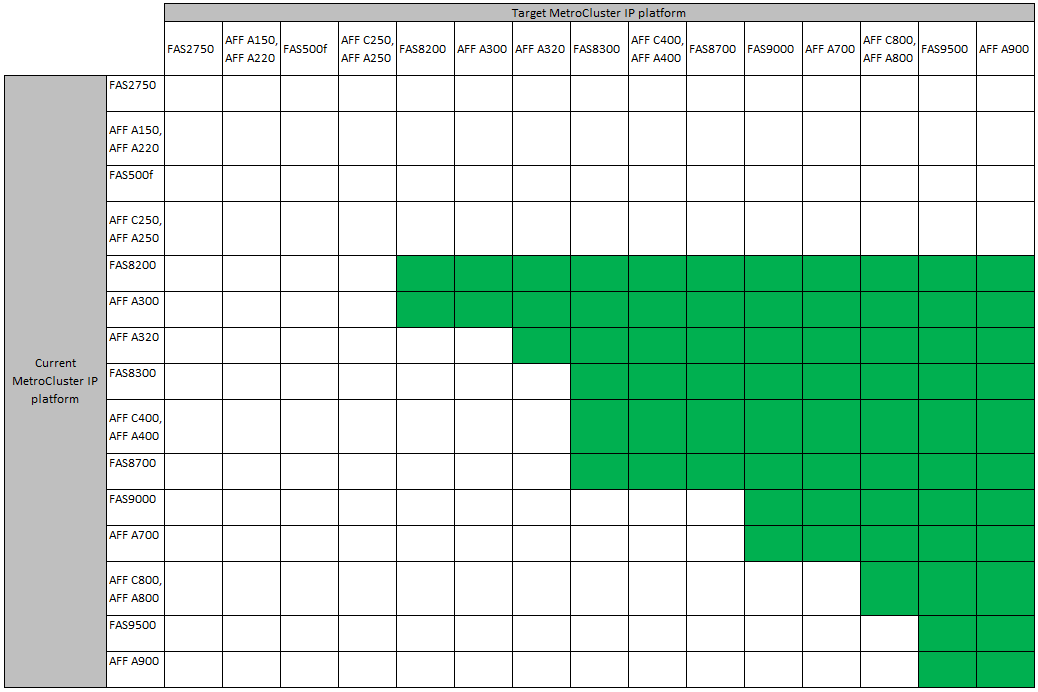 Target MetroCluster IP platform
FAS2750
AFF A150,
AFF A220
FAS500f
AFF C250,
AFF A250
FAS8200
AFF A300
AFF A320
FAS8300
AFF C400,
AFF A400
FAS8700
FAS9000
AFF A700
AFF C800,
AFF A800
FAS9500
AFF A900
Current
MetroCluster IP
platform
FAS2750
AFF A150,
AFF A220
FAS500f
AFF C250,
AFF A250
FAS8200
AFF A300
AFF A320
FAS8300
AFF C400,
AFF A400
FAS8700
FAS9000
AFF A700
AFF C800,
AFF A800
FAS9500
AFF A900